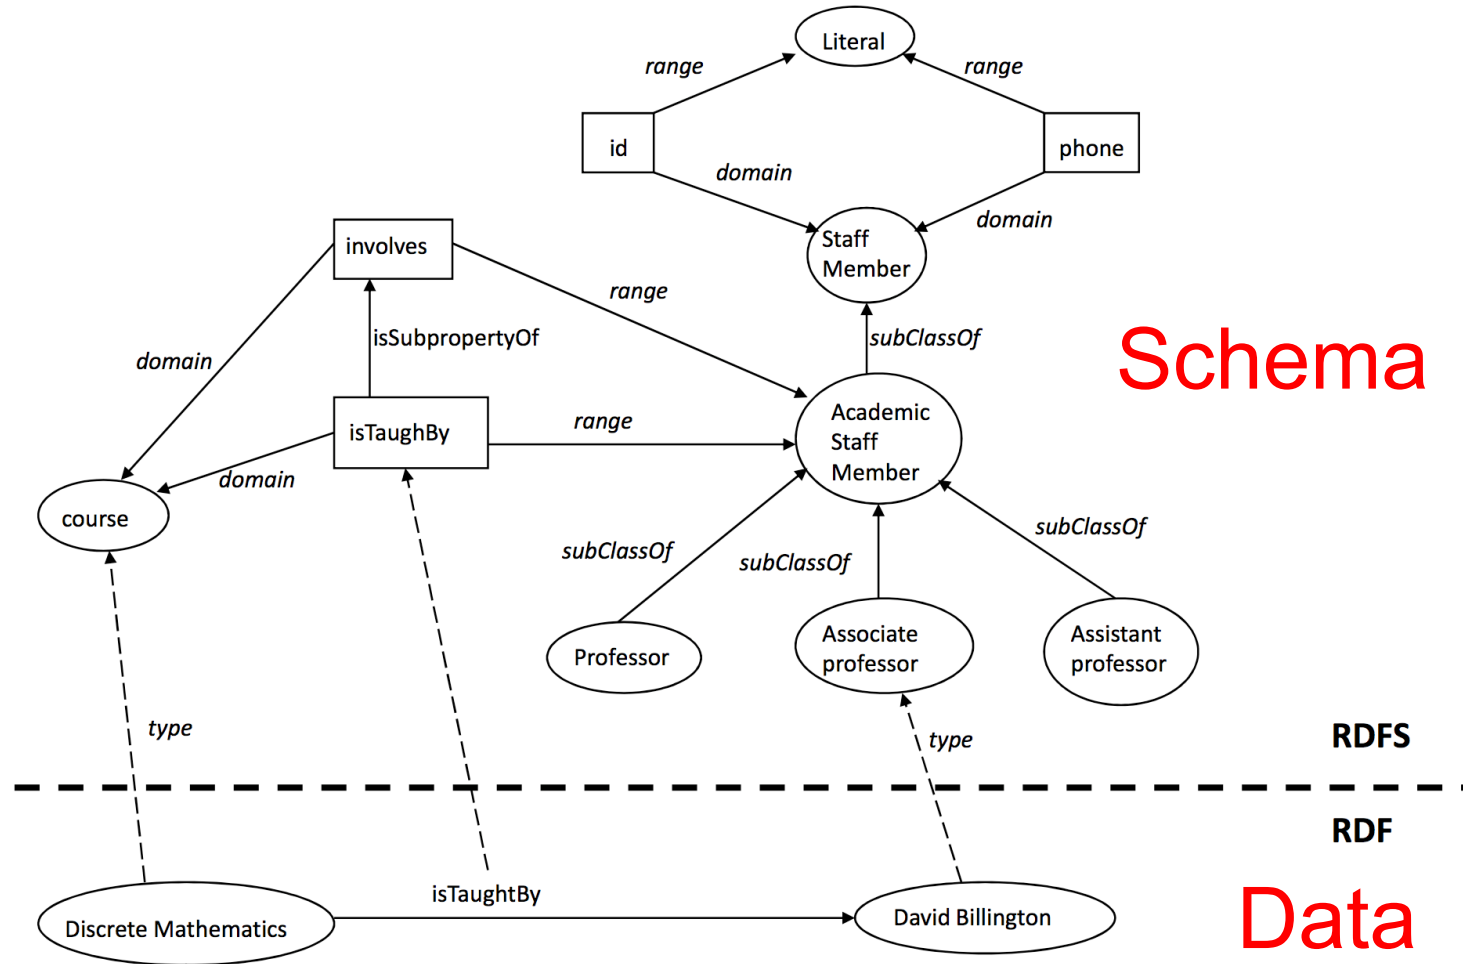 Literal
range
range
id
phone
domain
domain
Staff
Member
involves
range
isSubpropertyOf
subClassOf
Schema
domain
Academic
Staff
Member
range
isTaughBy
domain
course
subClassOf
subClassOf
subClassOf
Professor
Associate
professor
Assistant
professor
type
type
RDFS
RDF
isTaughtBy
Discrete Mathematics
David Billington
Data